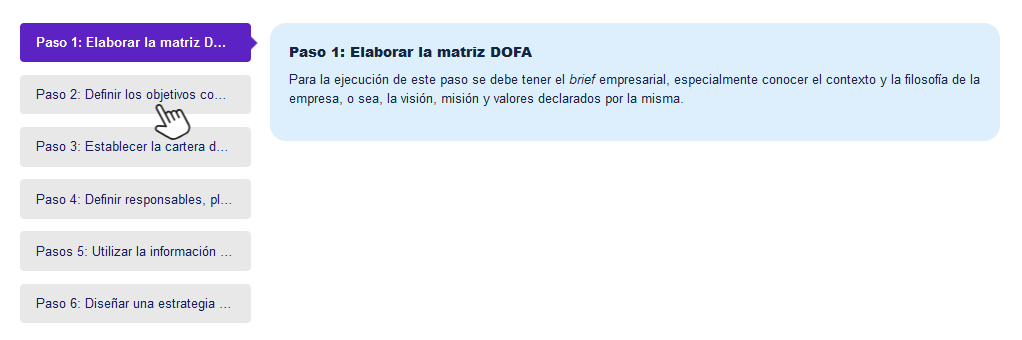 Paso 1: Elaborar la matriz D...
Paso 2: Definir los objetivos co...
Paso 3: Establecer la cartera d...
Paso 4: Definir responsables, pl...
Pasos 5: Utilizar la información ...
Paso 6: Diseñar una estrategia ...
Paso 1: Elaborar la matriz DOFA
Para la ejecución de este paso se debe tener el brief empresarial, especialmente conocer el contexto y la filosofía de la
empresa, o sea, la visión, misión y valores declarados por la misma.